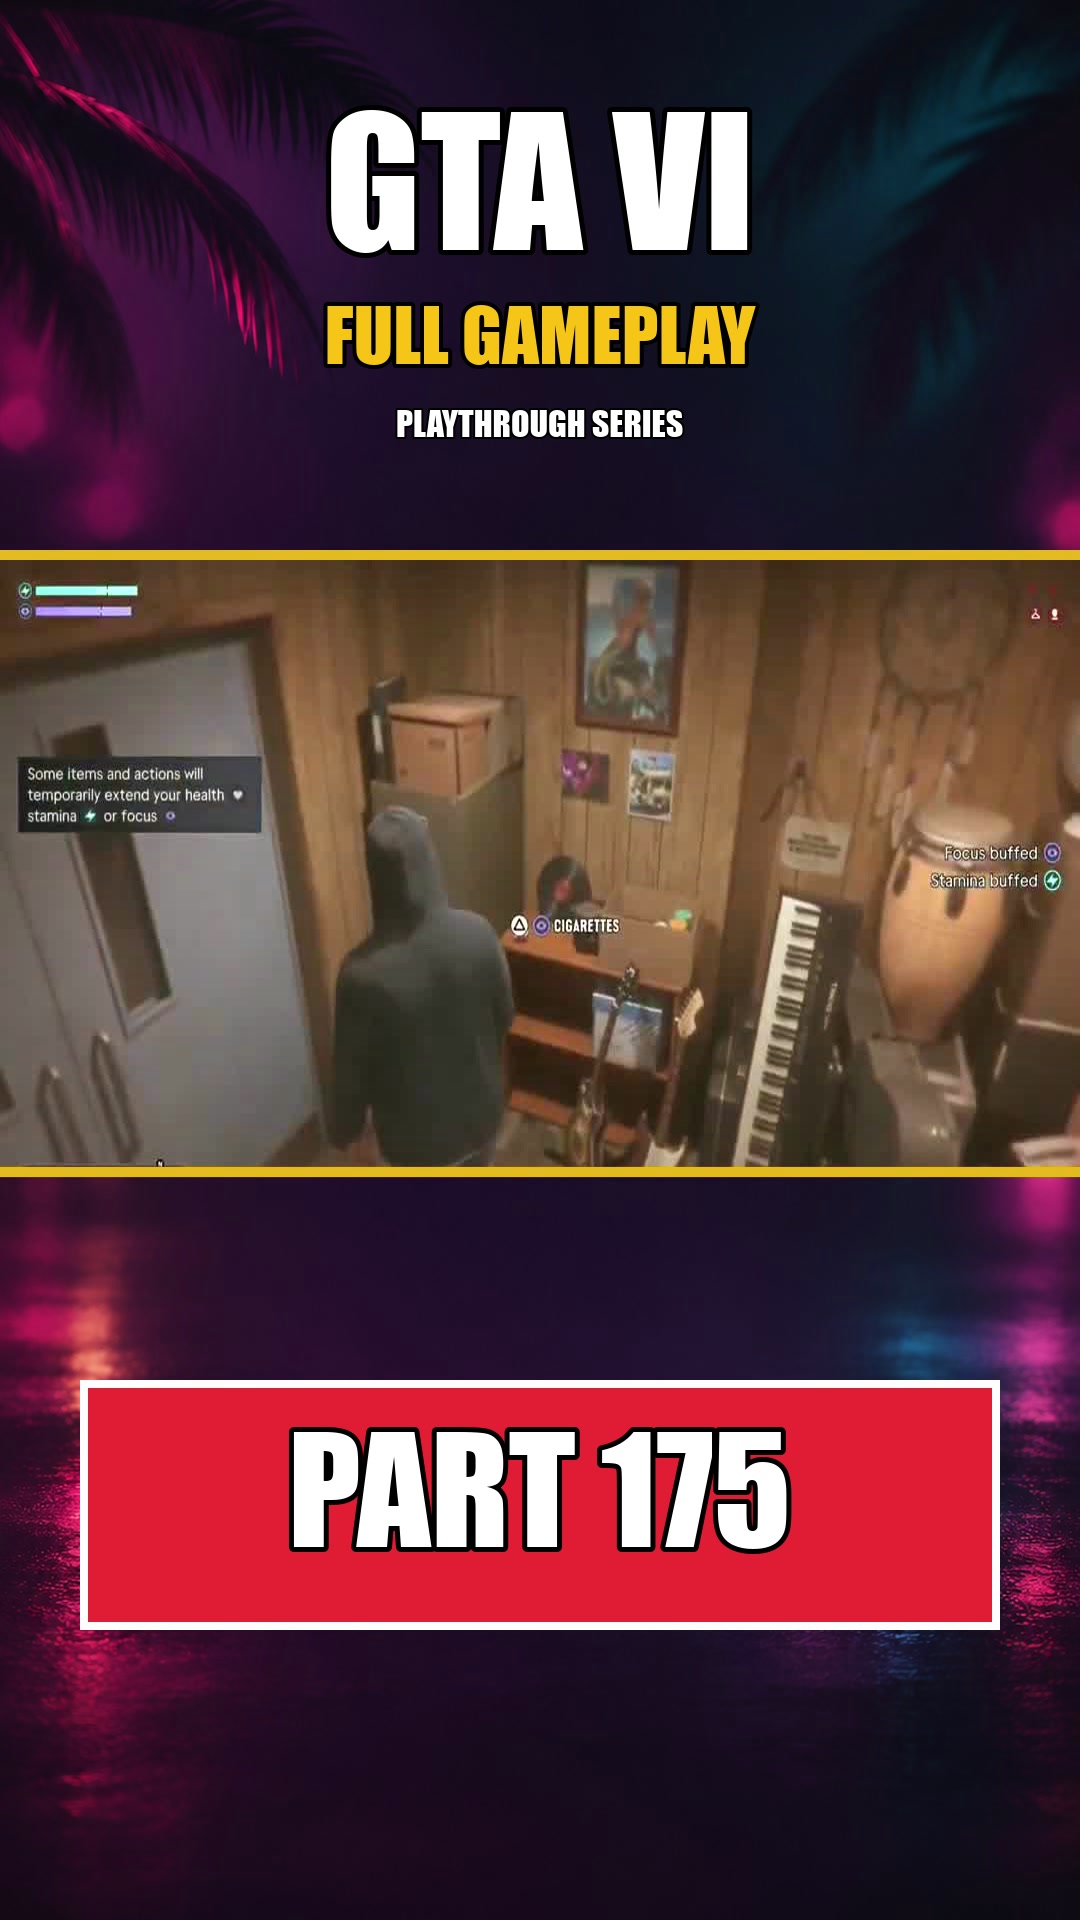 GTA VI
FULL GAMEPLAY
PLAYTHROUGH SERIES
Some items and actions will
temporarily extend your health
stamina or focus
Focus buffed
Stamina buffed
CIGARETTES
N
PART 175